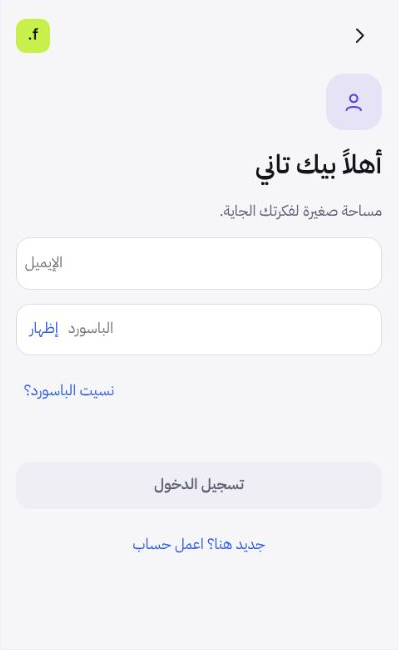 .f
أهلاً بيك تاني
مساحة صغيرة لفكرتك الجاية.
الإيميل
الباسورد إظهار
نسيت الباسورد؟
تسجيل الدخول
جديد هنا؟ اعمل حساب